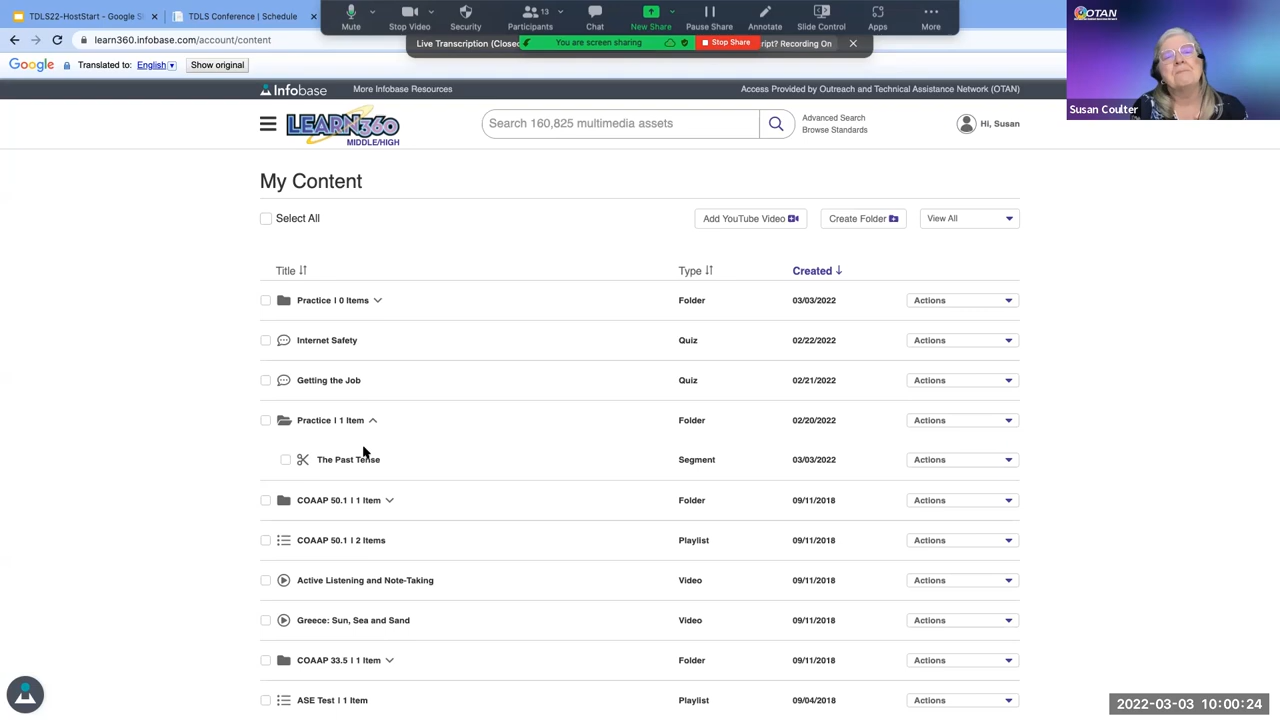 TDLS22-HostStart - Google S
TDLS Conference | Schedule
Mute
Stop Video
Security
13
Participants
Chat
New Share
Pause Share
Annotate
Slide Control
Apps
More
OTAN
learn360.infobase.com/account/content
Live Transcription (Close
You are screen sharing
Stop Share
ript? Recording On
Google
Translated to: English
Show original
Infobase
More Infobase Resources
Access Provided by Outreach and Technical Assistance Network (OTAN)
Susan Coulter
LEARN360
MIDDLE/HIGH
Search 160,825 multimedia assets
Advanced Search
Browse Standards
Hi, Susan
My Content
Select All
Add YouTube Video
Create Folder
View All
Title
Type
Created
Practice | 0 Items
Folder
03/03/2022
Actions
Internet Safety
Quiz
02/22/2022
Actions
Getting the Job
Quiz
02/21/2022
Actions
Practice | 1 Item
Folder
02/20/2022
Actions
The Past Tense
Segment
03/03/2022
Actions
COAAP 50.1 | 1 Item
Folder
09/11/2018
Actions
COAAP 50.1 | 2 Items
Playlist
09/11/2018
Actions
Active Listening and Note-Taking
Video
09/11/2018
Actions
Greece: Sun, Sea and Sand
Video
09/11/2018
Actions
COAAP 33.5 | 1 Item
Folder
09/11/2018
Actions
ASE Test | 1 Item
Playlist
09/04/2018
Actions
2022-03-03 10:00:24